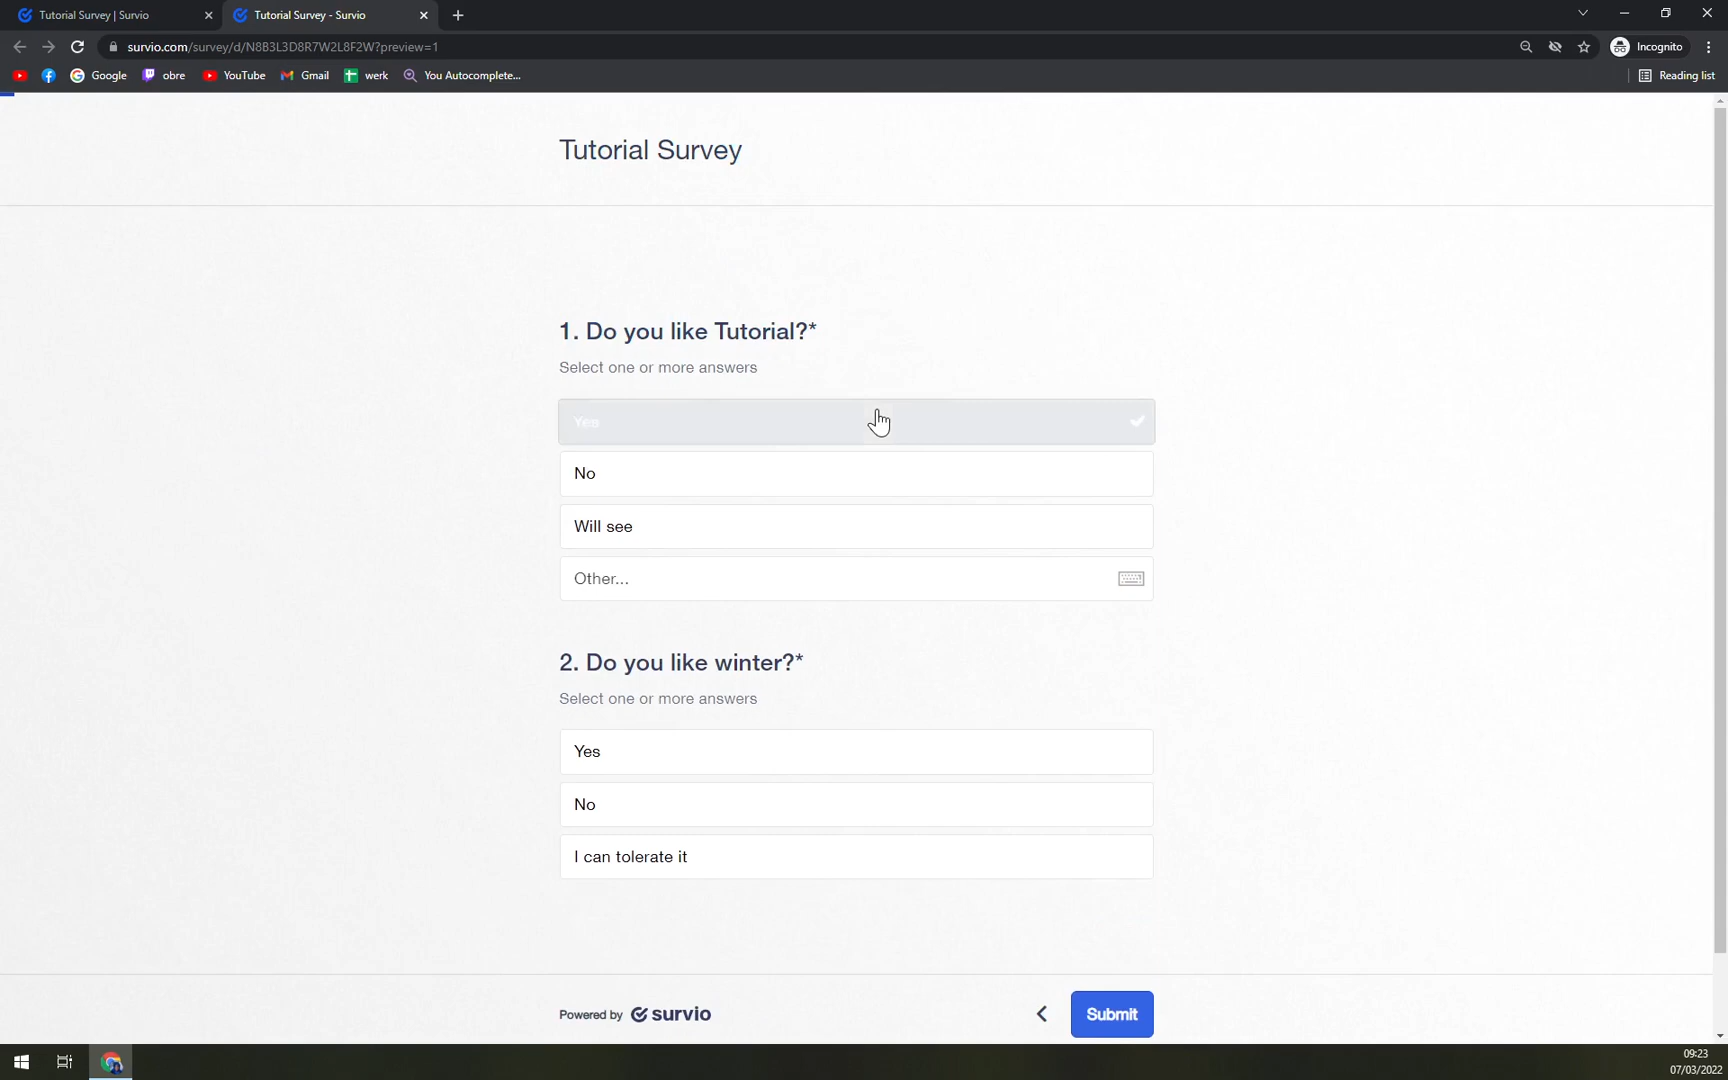 Tutorial Survey | Survio
Tutorial Survey - Survio
survio.com/survey/d/N8B3L3D8R7W2L8F2W?preview=1
Incognito
Google
obre
YouTube
Gmail
werk
You Autocomplete...
Reading list
Tutorial Survey
1. Do you like Tutorial?*
Select one or more answers
Yes
No
Will see
Other...
2. Do you like winter?*
Select one or more answers
Yes
No
I can tolerate it
Powered by survio
Submit
09:23
07/03/2022